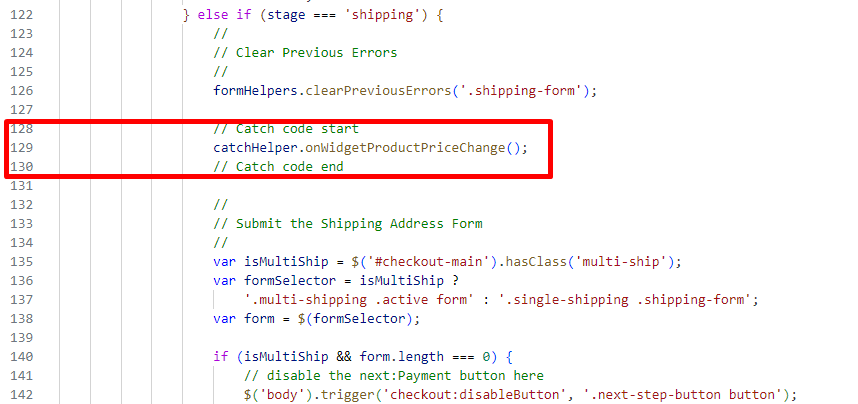 122 } else if (stage === 'shipping') {
123 //
124 // Clear Previous Errors
125 //
126 formHelpers.clearPreviousErrors('.shipping-form');
127
128 // Catch code start
129 catchHelper.onWidgetProductPriceChange();
130 // Catch code end
131
132 //
133 // Submit the Shipping Address Form
134 //
135 var isMultiShip = $('#checkout-main').hasClass('multi-ship');
136 var formSelector = isMultiShip ?
137 '.multi-shipping .active form' : '.single-shipping .shipping-form';
138 var form = $(formSelector);
139
140 if (isMultiShip && form.length === 0) {
141 // disable the next:Payment button here
142 $('body').trigger('checkout:disableButton', '.next-step-button button');